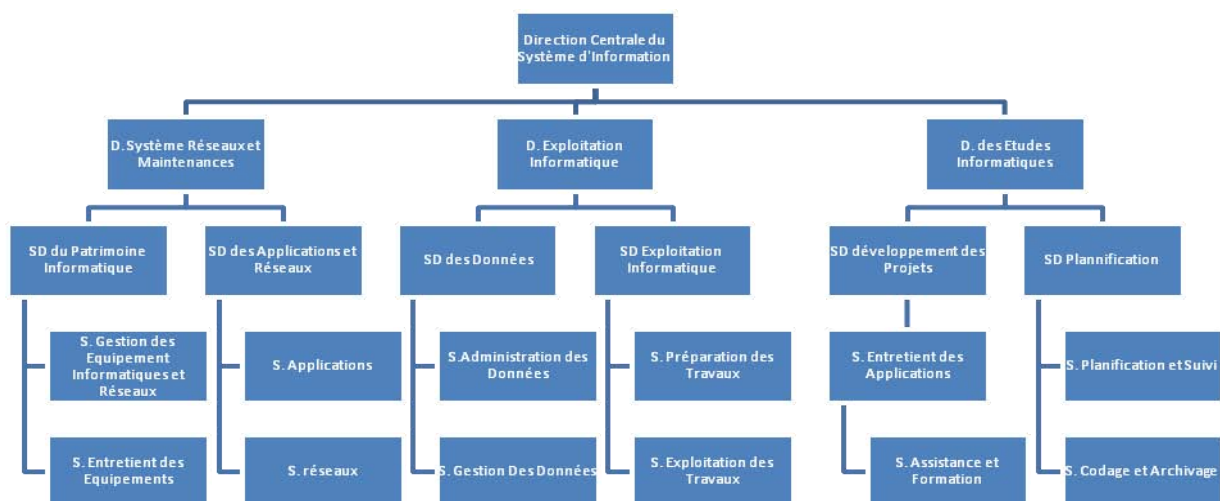 Direction Centrale du
Système d'Information
D. Système Réseaux et
Maintenances
D. Exploitation
Informatique
D. des Etudes
Informatiques
SD du Patrimoine
Informatique
SD des Applications et
Réseaux
SD des Données
SD Exploitation
Informatique
SD développement des
Projets
SD Plannification
S. Gestion des
Equipement
Informatiques et
Réseaux
S. Applications
S.Administration des
Données
S. Préparation des
Travaux
S. Entretient des
Applications
S. Planification et Suivi
S. Entretient des
Equipements
S. réseaux
S. Gestion Des Données
S. Exploitation des
Travaux
S. Assistance et
Formation
S. Codage et Archivage